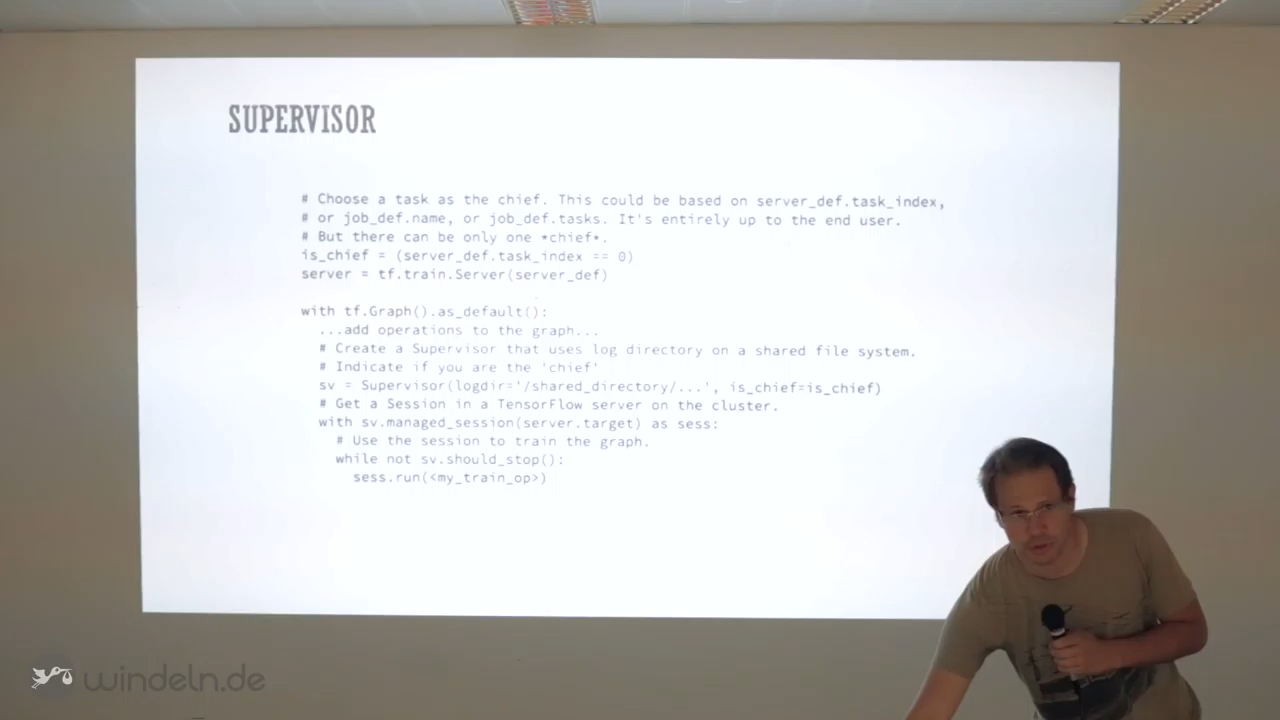 SUPERVISOR
# Choose a task as the chief. This could be based on server_def.task_index,
# or job_def.name, or job_def.tasks. It's entirely up to the end user.
# But there can be only one *chief*.
is_chief = (server_def.task_index == 0)
server = tf.train.Server(server_def)
with tf.Graph().as_default():
...add operations to the graph...
# Create a Supervisor that uses log directory on a shared file system.
# Indicate if you are the 'chief'
sv = Supervisor(logdir='/shared_directory/...', is_chief=is_chief)
# Get a Session in a TensorFlow server on the cluster.
with sv.managed_session(server.target) as sess:
# Use the session to train the graph.
while not sv.should_stop():
sess.run(<my_train_op>)
windeln.de